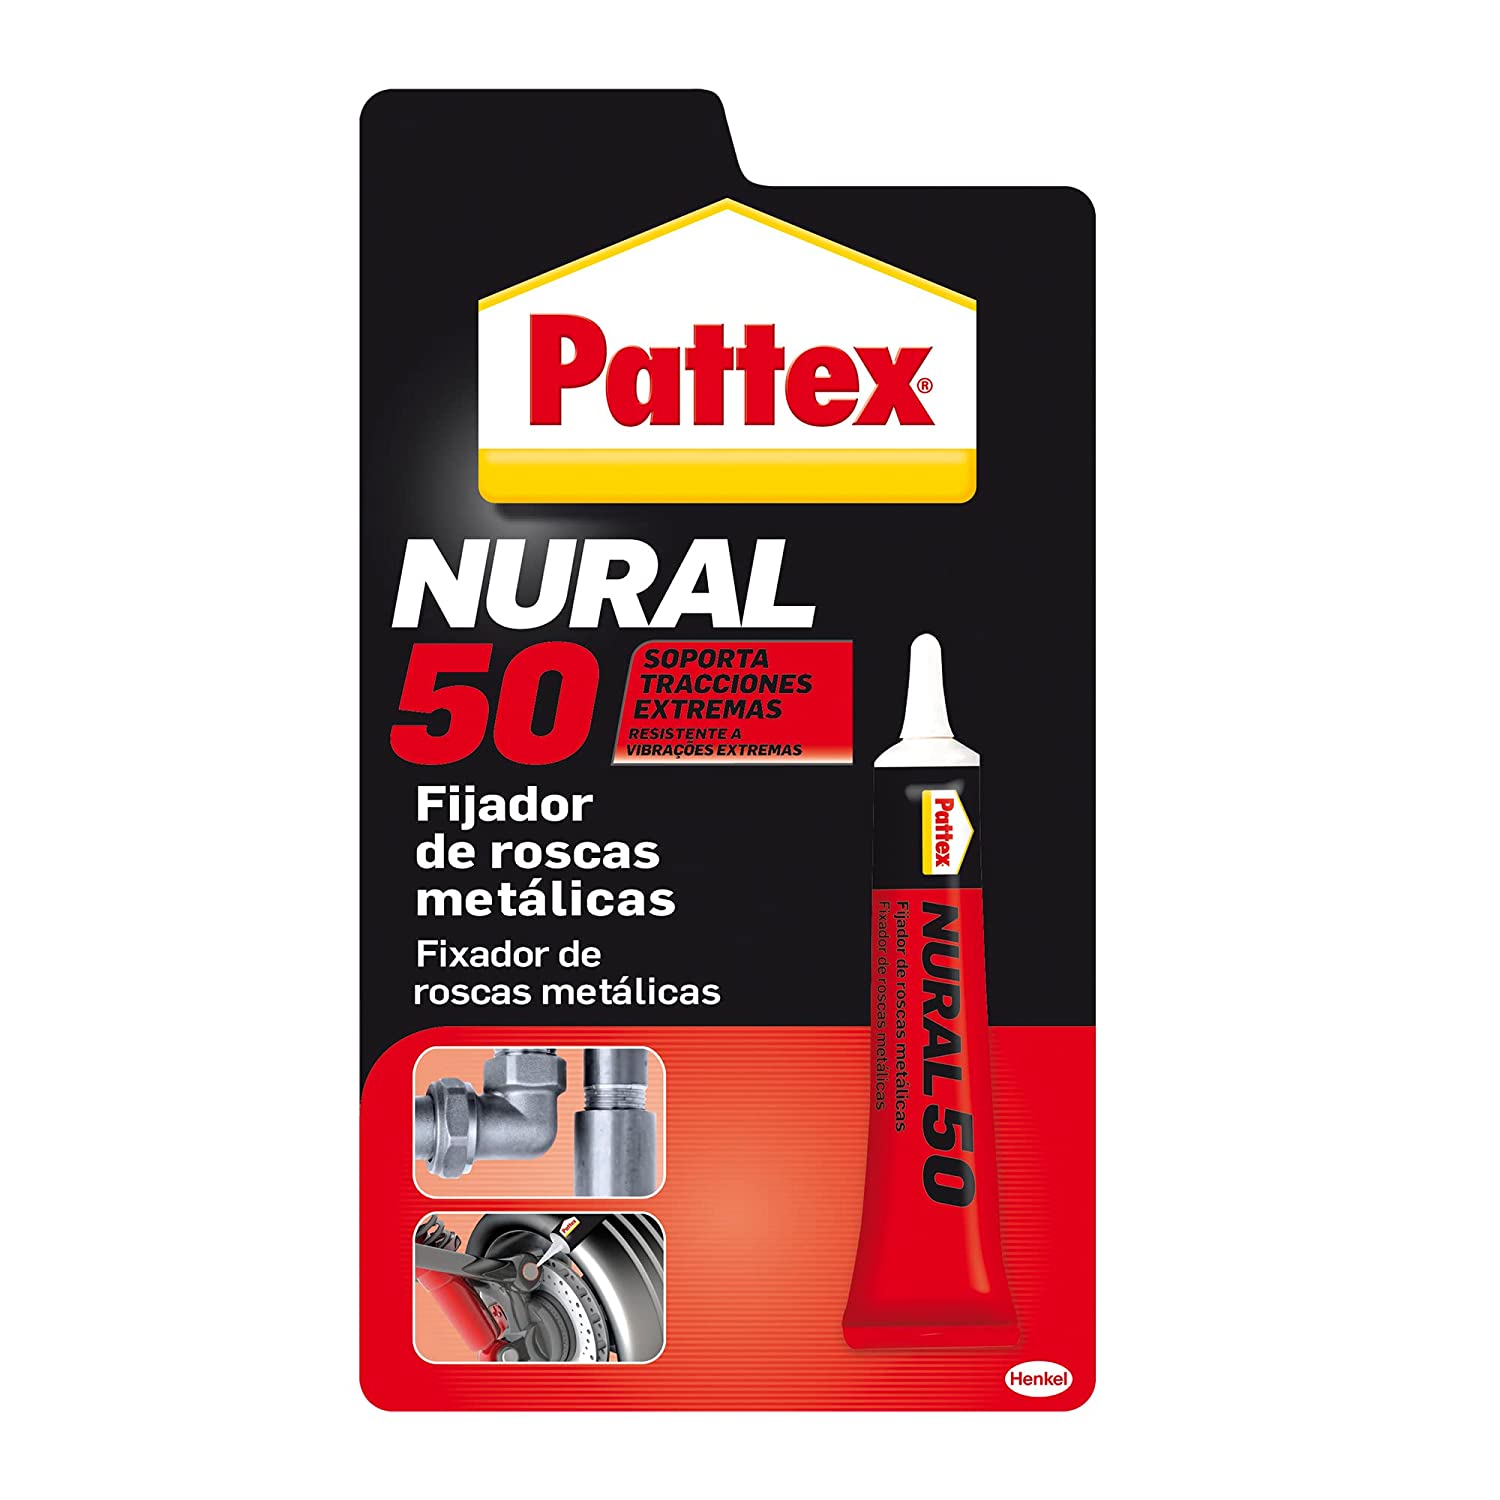 Pattex®
NURAL
50
SOPORTA
TRACCIONES
EXTREMAS
RESISTENTE A
VIBRAÇÕES EXTREMAS
Fijador
de roscas
metálicas
Fixador de
roscas metálicas
Pattex
NURAL 50
Fijador de roscas metálicas
Fixador de roscas metálicas
Pattex
Henkel